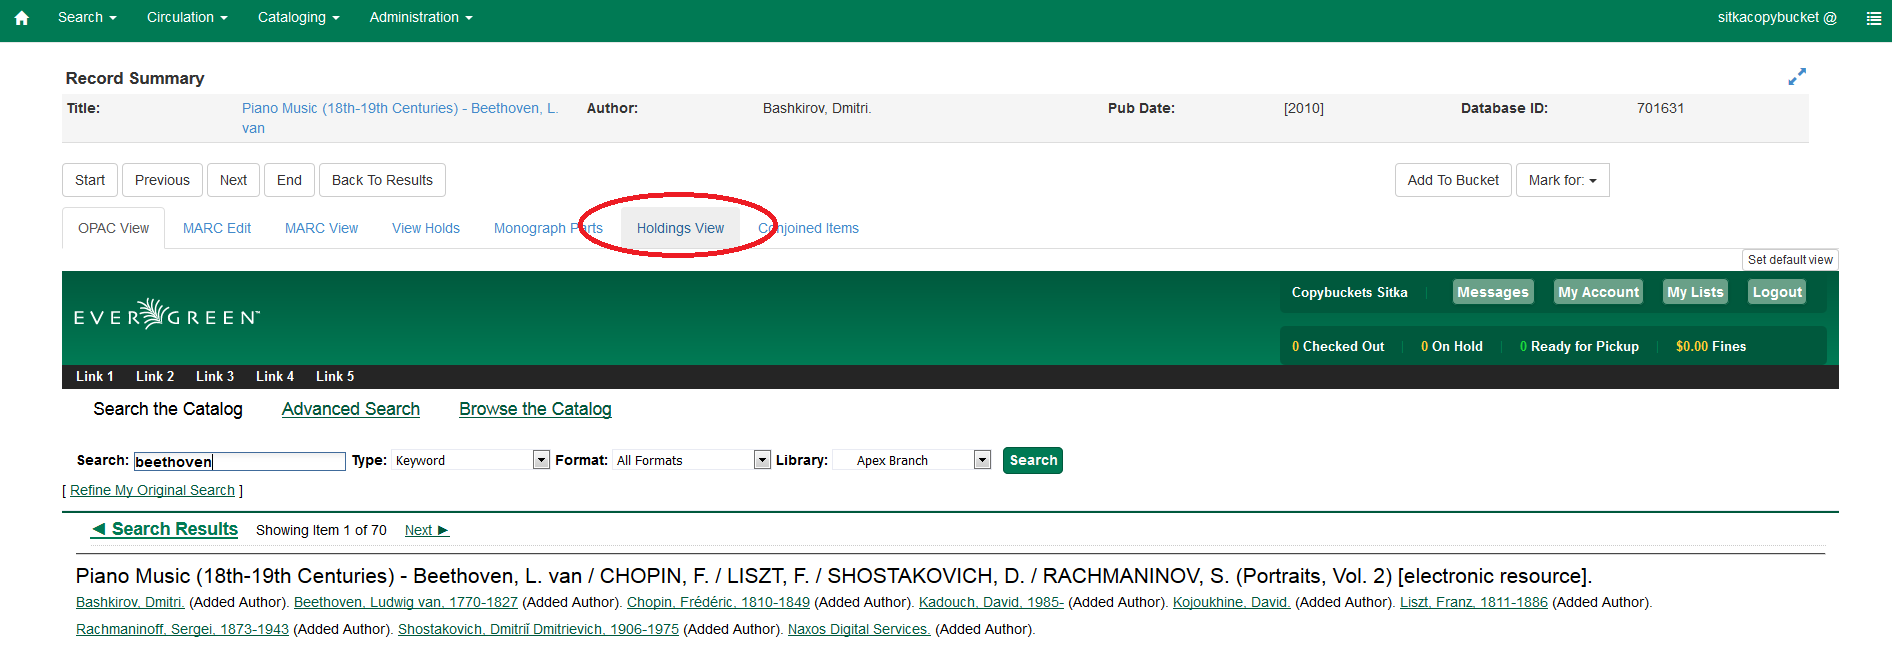 Search Circulation Cataloging Administration sitkacopybucket @
Record Summary
Title: Piano Music (18th-19th Centuries) - Beethoven, L. van Author: Bashkirov, Dmitri. Pub Date: [2010] Database ID: 701631
Start Previous Next End Back To Results Add To Bucket Mark for:
OPAC View MARC Edit MARC View View Holds Monograph Parts Holdings View Conjoined Items
Set default view
EVERGREEN™ Copybuckets Sitka Messages My Account My Lists Logout
0 Checked Out 0 On Hold 0 Ready for Pickup $0.00 Fines
Link 1 Link 2 Link 3 Link 4 Link 5
Search the Catalog Advanced Search Browse the Catalog
Search: beethoven Type: Keyword Format: All Formats Library: Apex Branch Search
[ Refine My Original Search ]
◄ Search Results Showing Item 1 of 70 Next ►
Piano Music (18th-19th Centuries) - Beethoven, L. van / CHOPIN, F. / LISZT, F. / SHOSTAKOVICH, D. / RACHMANINOV, S. (Portraits, Vol. 2) [electronic resource].
Bashkirov, Dmitri. (Added Author). Beethoven, Ludwig van, 1770-1827 (Added Author). Chopin, Frédéric, 1810-1849 (Added Author). Kadouch, David, 1985- (Added Author). Kojoukhine, David. (Added Author). Liszt, Franz, 1811-1886 (Added Author).
Rachmaninoff, Sergei, 1873-1943 (Added Author). Shostakovich, Dmitriĭ Dmitrievich, 1906-1975 (Added Author). Naxos Digital Services. (Added Author).